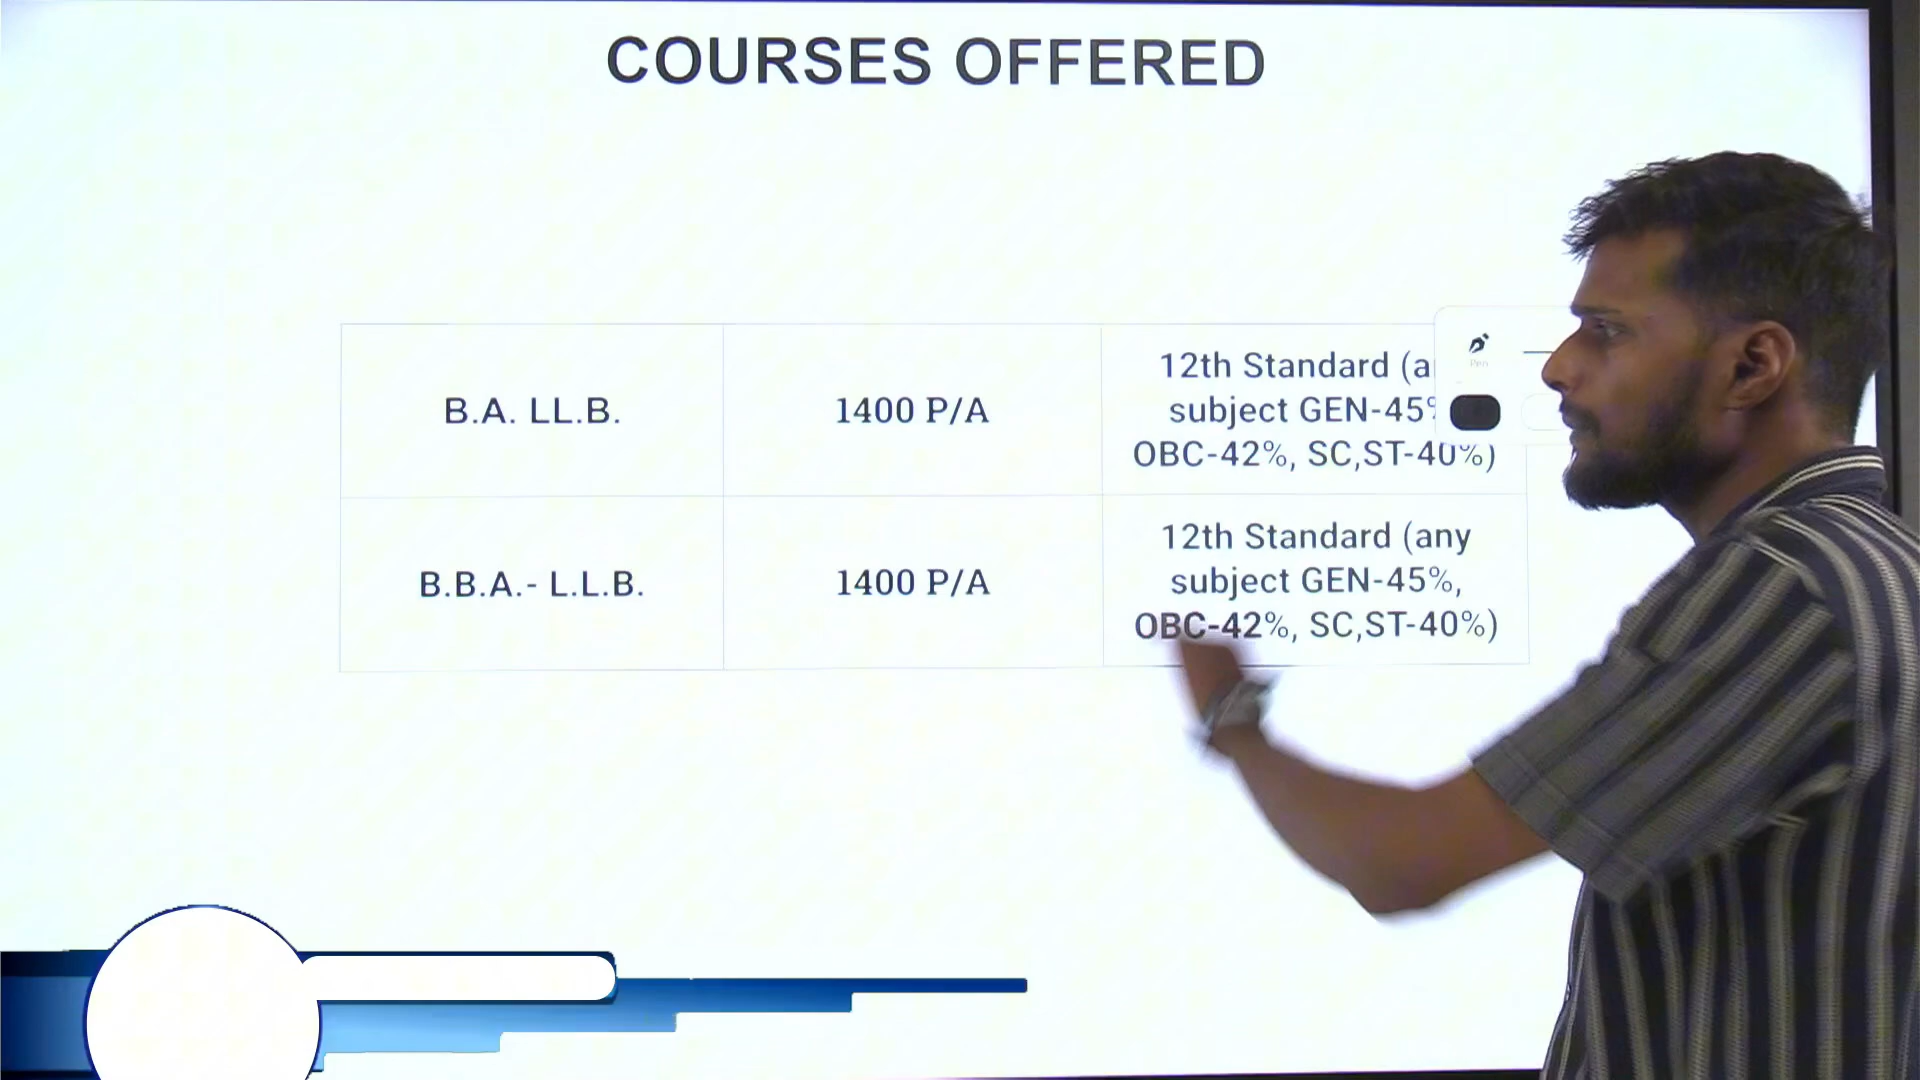 COURSES OFFERED
B.A. LL.B.
1400 P/A
12th Standard (a
subject GEN-45
OBC-42%, SC,ST-40%)
B.B.A.- L.L.B.
1400 P/A
12th Standard (any
subject GEN-45%,
OBC-42%, SC,ST-40%)
Pen